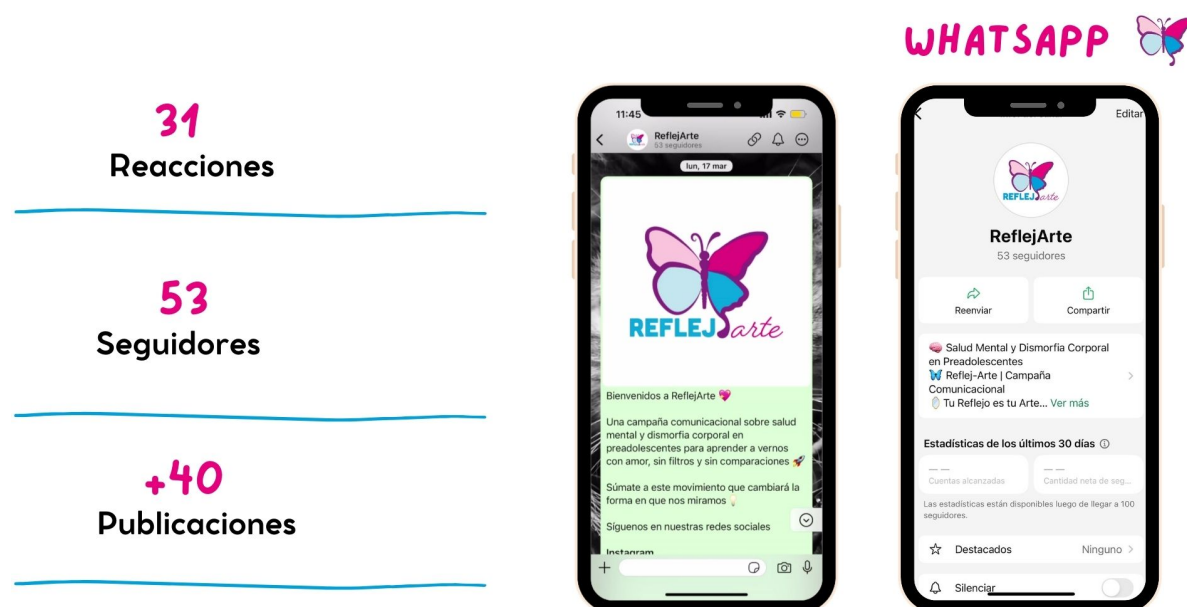 WHATSAPP
31
Reacciones
53
Seguidores
+40
Publicaciones
11:45
ReflejArte
53 seguidores
lun, 17 mar
REFLEJarte
Bienvenidos a ReflejArte 💖
Una campaña comunicacional sobre salud
mental y dismorfia corporal en
preadolescentes para aprender a vernos
con amor, sin filtros y sin comparaciones 🚀
Súmate a este movimiento que cambiará la
forma en que nos miramos 💡
Síguenos en nuestras redes sociales
Instagram
Editar
REFLEJarte
ReflejArte
53 seguidores
Reenviar
Compartir
🧠 Salud Mental y Dismorfia Corporal
en Preadolescentes
🦋 Reflej-Arte | Campaña
Comunicacional
🪞 Tu Reflejo es tu Arte... Ver más
Estadísticas de los últimos 30 días
— —
— —
Cuentas alcanzadas
Cantidad neta de seg...
Las estadísticas están disponibles luego de llegar a 100
seguidores.
Destacados
Ninguno
Silenciar